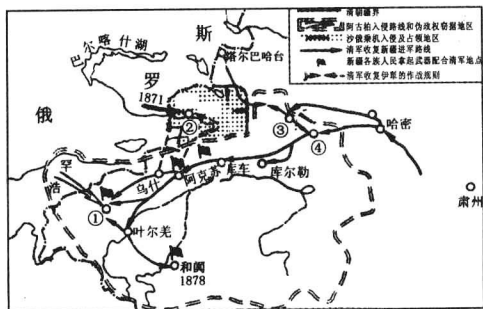 清朝疆界
阿古柏入侵路线和伪政权窃据地区
沙俄乘机入侵及占领地区
清军收复新疆进军路线
新疆各族人民拿起武器配合清军地点
清军收复伊犁的作战规则
巴尔喀什湖
斯
罗
俄
塔尔巴哈台
1871
②
③
④
哈密
罕
浩
乌什
阿克苏
库车
库尔勒
肃州
①
叶尔羌
和阗
1878